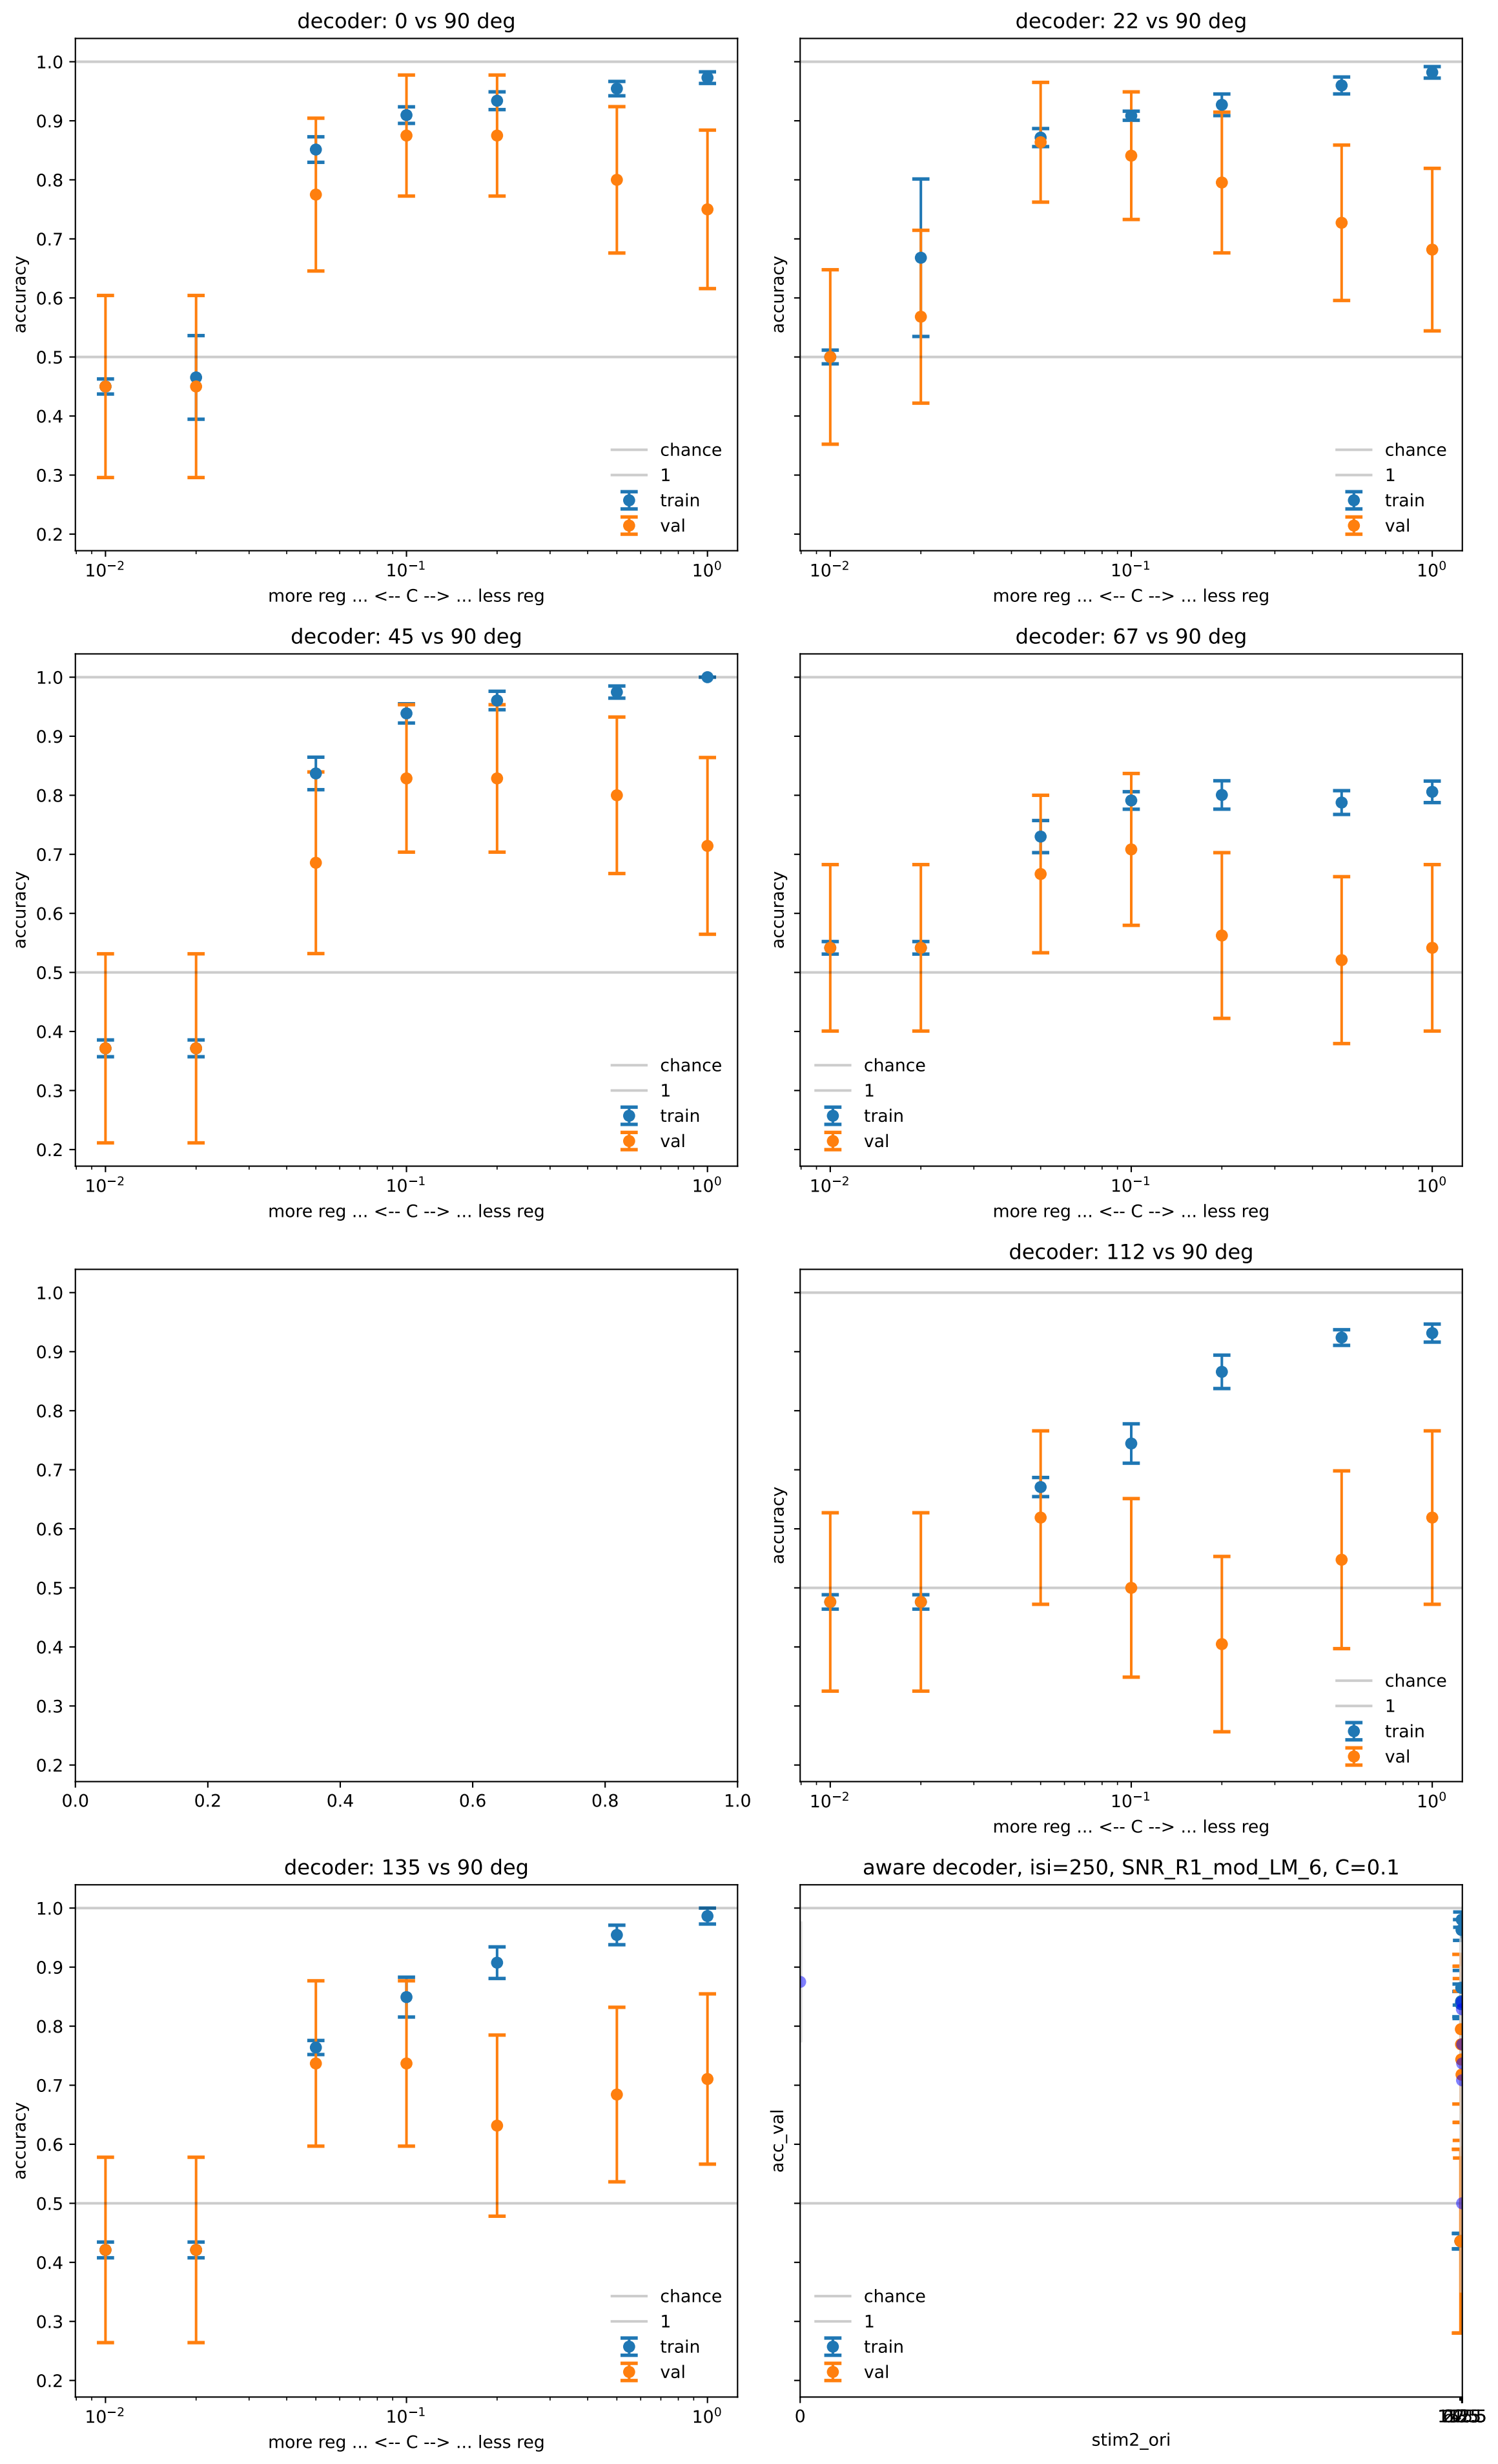 decoder: 0 vs 90 deg
1.0
0.9
0.8
0.7
0.6
0.5
0.4
0.3
0.2
accuracy
chance
1
train
val
10⁻² 10⁻¹ 10⁰
more reg ... <-- C --> ... less reg
decoder: 22 vs 90 deg
accuracy
chance
1
train
val
10⁻² 10⁻¹ 10⁰
more reg ... <-- C --> ... less reg
decoder: 45 vs 90 deg
1.0
0.9
0.8
0.7
0.6
0.5
0.4
0.3
0.2
accuracy
chance
1
train
val
10⁻² 10⁻¹ 10⁰
more reg ... <-- C --> ... less reg
decoder: 67 vs 90 deg
accuracy
chance
1
train
val
10⁻² 10⁻¹ 10⁰
more reg ... <-- C --> ... less reg
1.0
0.9
0.8
0.7
0.6
0.5
0.4
0.3
0.2
0.0 0.2 0.4 0.6 0.8 1.0
decoder: 112 vs 90 deg
accuracy
chance
1
train
val
10⁻² 10⁻¹ 10⁰
more reg ... <-- C --> ... less reg
decoder: 135 vs 90 deg
1.0
0.9
0.8
0.7
0.6
0.5
0.4
0.3
0.2
accuracy
chance
1
train
val
10⁻² 10⁻¹ 10⁰
more reg ... <-- C --> ... less reg
aware decoder, isi=250, SNR_R1_mod_LM_6, C=0.1
acc_val
chance
1
train
val
0
stim2_ori